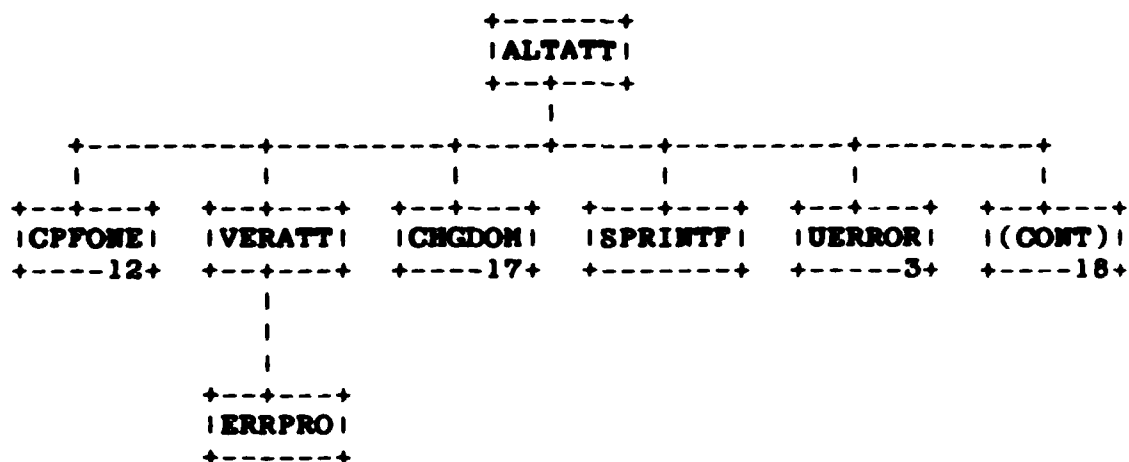 ALTATT
CPFONE VERATT CHGDOM SPRINTF UERROR (CONT)
12 17 3 18
ERRPRO